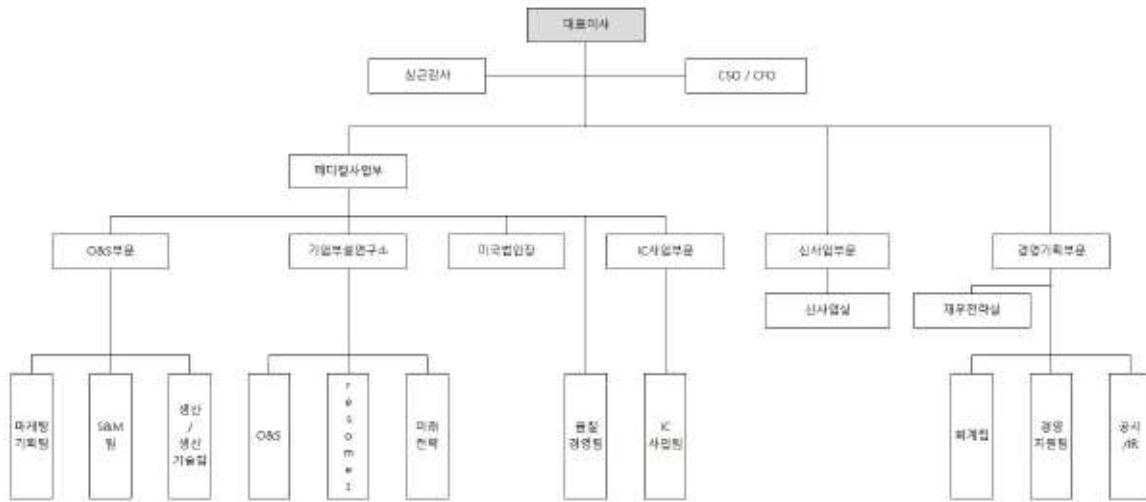 대표이사
상근감사
CSO / CFO
메디컬사업부
O&S부문
기업부설연구소
미국법인장
IC사업부문
신사업부문
경영기획부문
신사업실
재무전략실
마케팅
기획팀
S&M
팀
생산
/
생산
기술팀
O&S
r
e
s
o
m
e
t
미래
전략
품질
경영팀
IC
사업팀
회계팀
경영
지원팀
공시
/IR